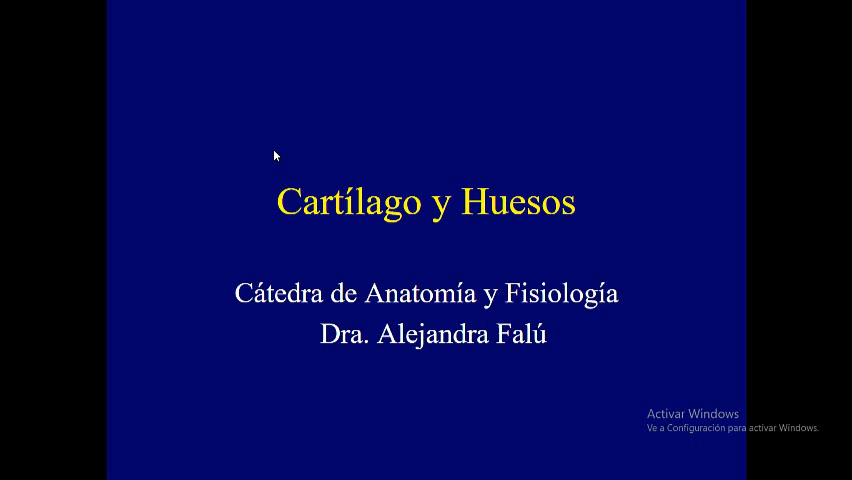 Cartílago y Huesos
Cátedra de Anatomía y Fisiología
Dra. Alejandra Falú
Activar Windows
Ve a Configuración para activar Windows.